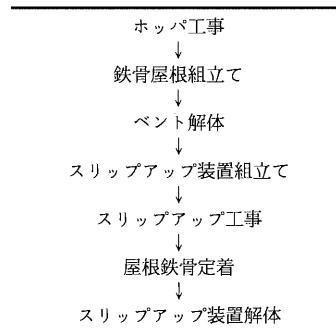 ホッパ工事
↓
鉄骨屋根組立て
↓
ベント解体
↓
スリップアップ装置組立て
↓
スリップアップ工事
↓
屋根鉄骨定着
↓
スリップアップ装置解体